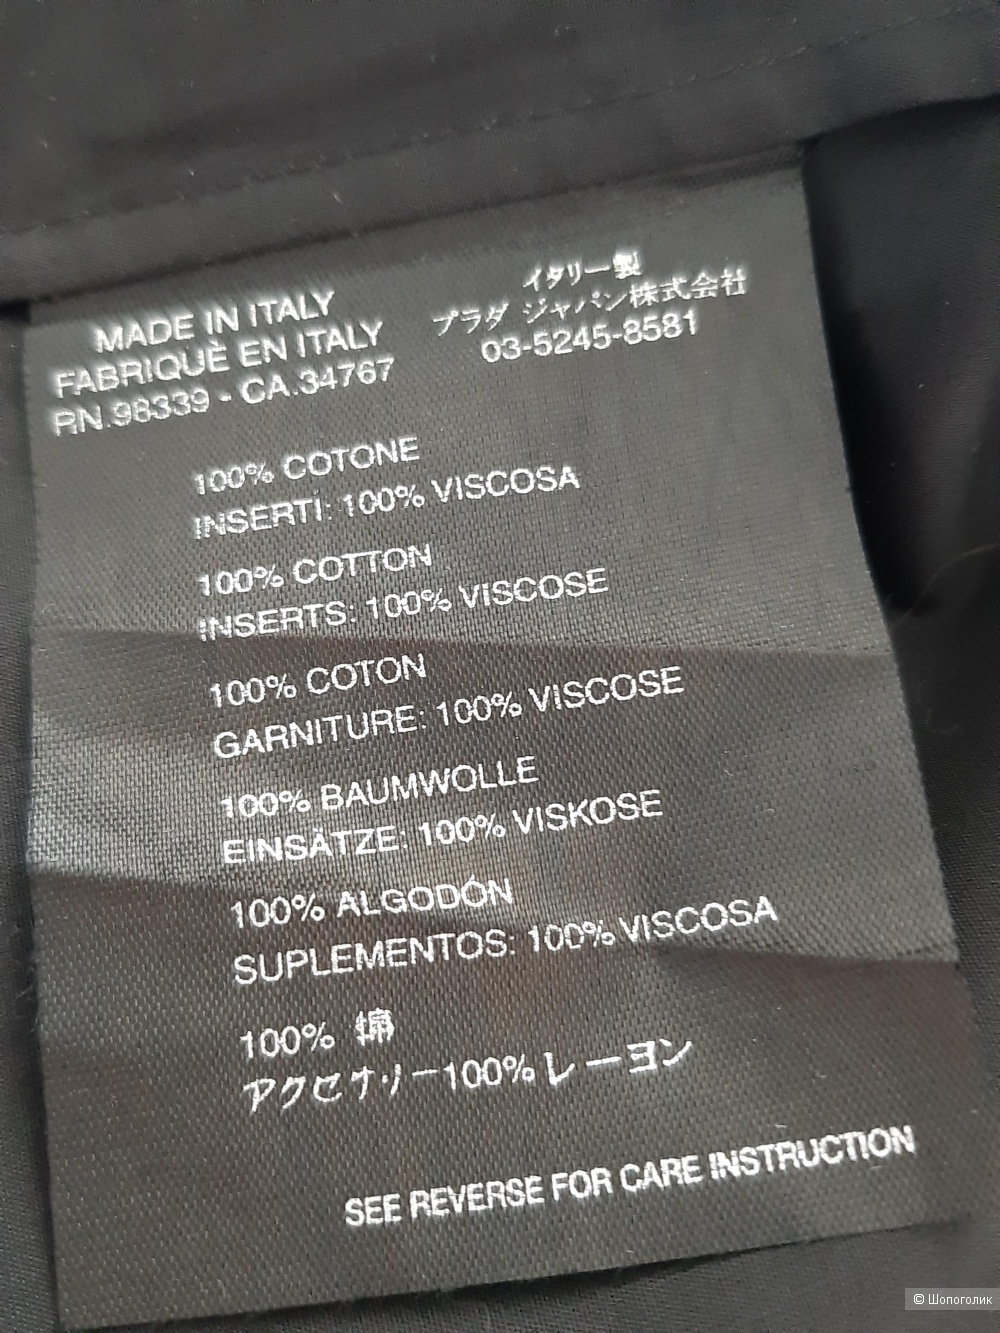 MADE IN ITALY
FABRIQUÈ EN ITALY
RN.98339 - CA.34767
イタリー製
プラダ ジャパン株式会社
03-5245-8581
100% COTONE
INSERTI: 100% VISCOSA
100% COTTON
INSERTS: 100% VISCOSE
100% COTON
GARNITURE: 100% VISCOSE
100% BAUMWOLLE
EINSÄTZE: 100% VISKOSE
100% ALGODÓN
SUPLEMENTOS: 100% VISCOSA
100% 綿
アクセサリー100% レーヨン
SEE REVERSE FOR CARE INSTRUCTION
© Шопоголик